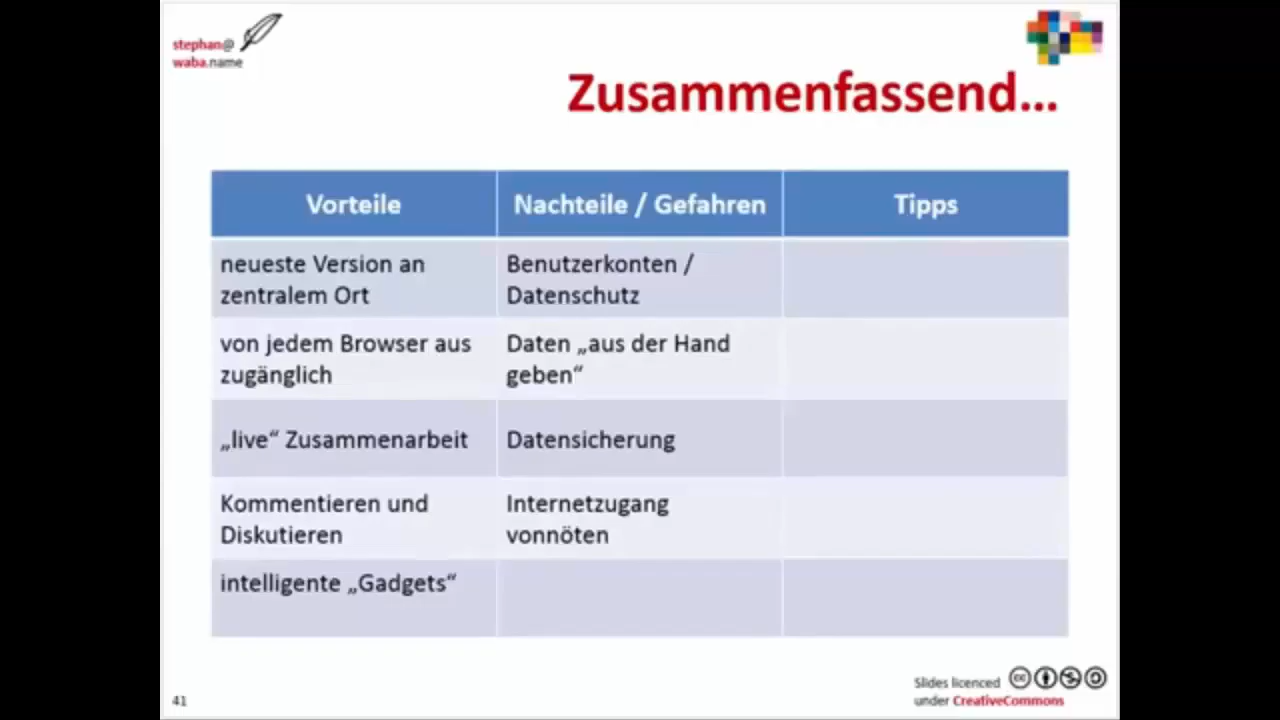 stephan@
waba.name
Zusammenfassend...
Vorteile
Nachteile / Gefahren
Tipps
neueste Version an
zentralem Ort
Benutzerkonten /
Datenschutz
von jedem Browser aus
zugänglich
Daten „aus der Hand
geben“
„live“ Zusammenarbeit
Datensicherung
Kommentieren und
Diskutieren
Internetzugang
vonnöten
intelligente „Gadgets“
41
Slides licenced
under CreativeCommons